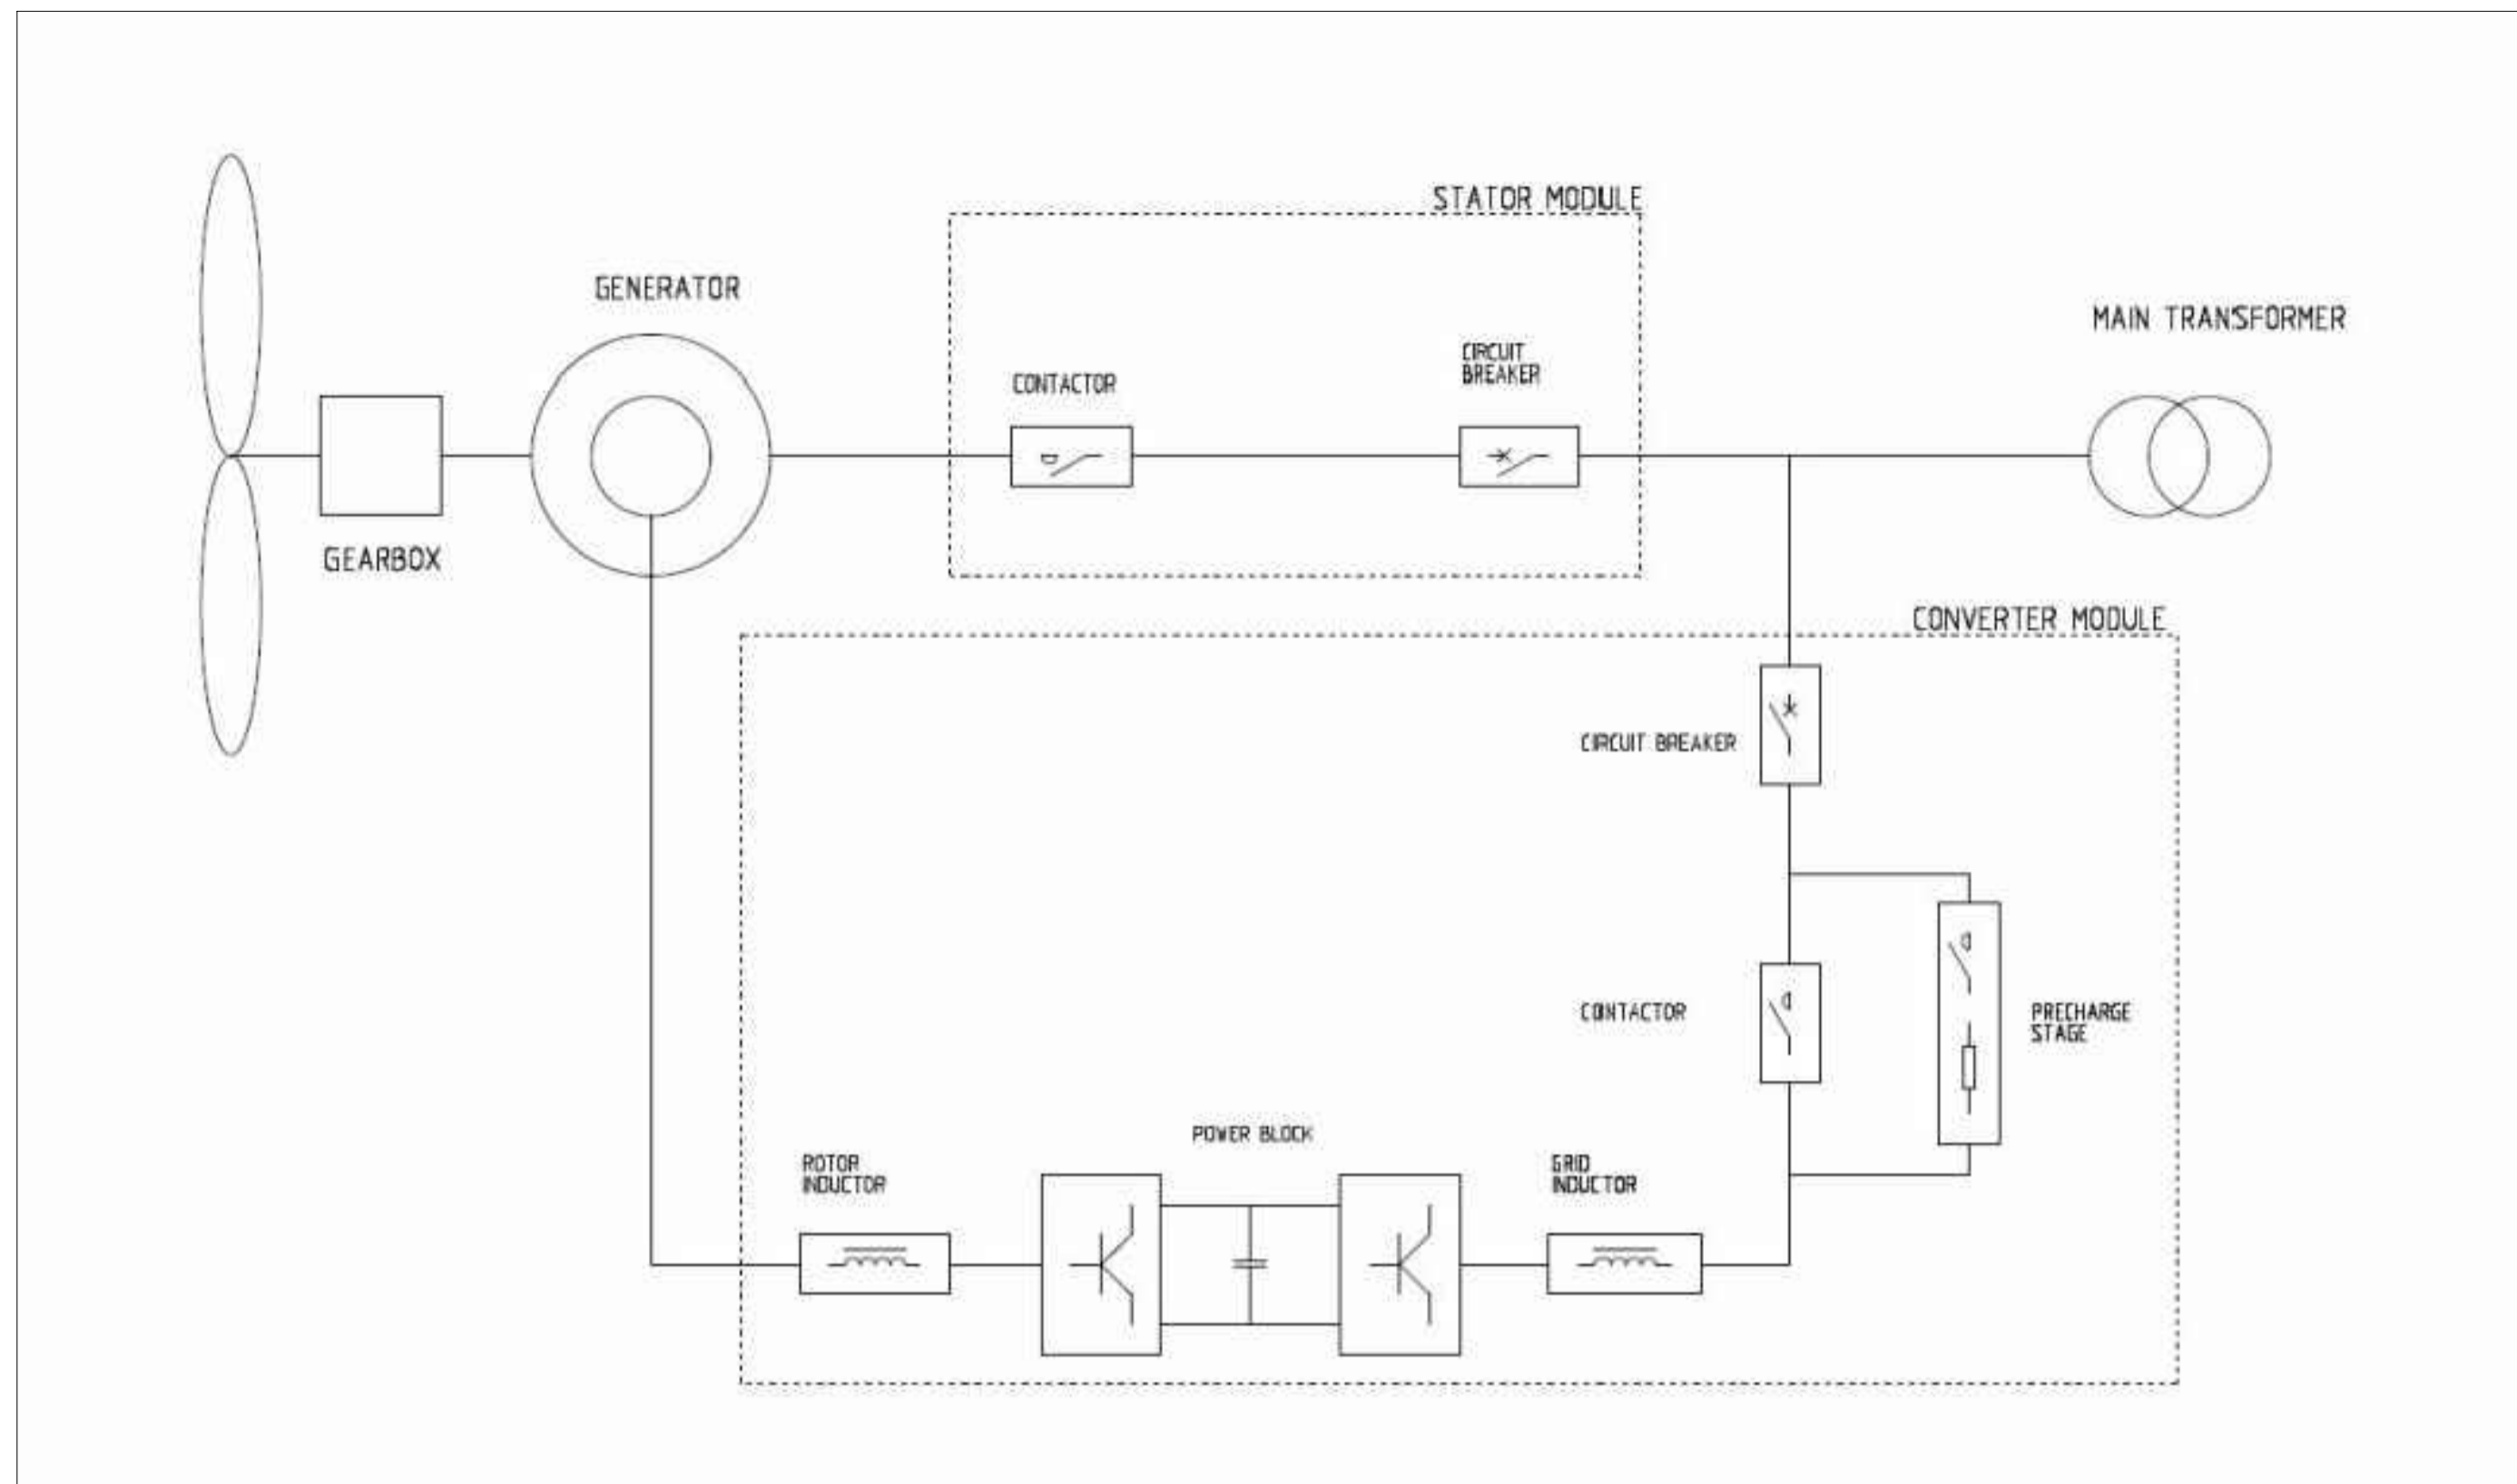 STATOR MODULE
GENERATOR
MAIN TRANSFORMER
CIRCUIT
BREAKER
CONTACTOR
GEARBOX
CONVERTER MODULE
CIRCUIT BREAKER
CONTACTOR
PRECHARGE
STAGE
POWER BLOCK
ROTOR
INDUCTOR
GRID
INDUCTOR